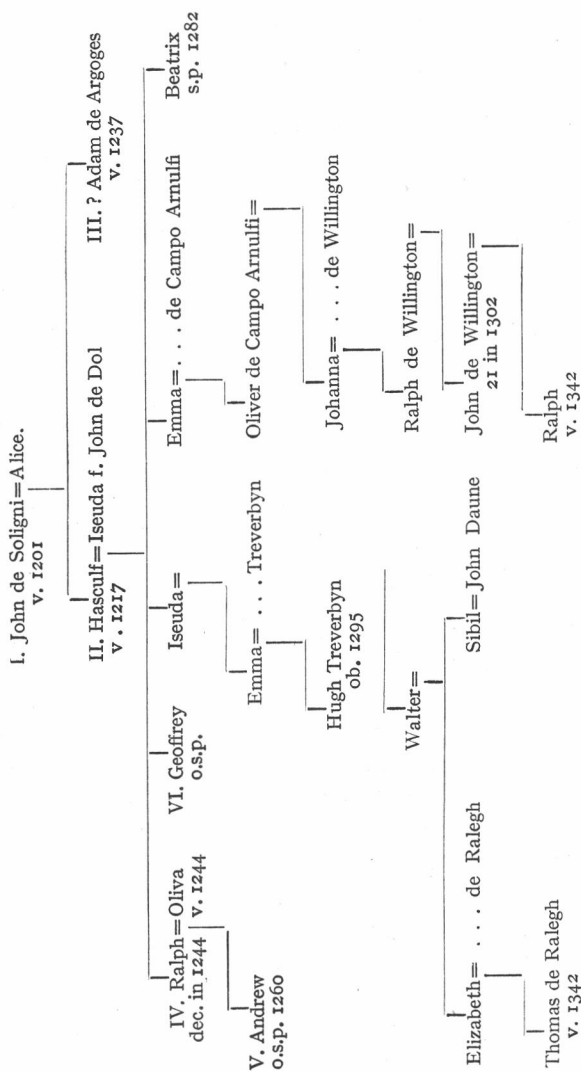 I. John de Soligni=Alice.
v. 1201
II. Hasculf=Iseuda f. John de Dol
v. 1217
III. ? Adam de Argoges
v. 1237
IV. Ralph=Oliva
dec. in 1244 v. 1244
VI. Geoffrey
o.s.p.
Iseuda=
Emma= . . . de Campo Arnulfi
Beatrix
s.p. 1282
V. Andrew
o.s.p. 1260
Emma= . . . Treverbyn
Oliver de Campo Arnulfi=
Hugh Treverbyn
ob. 1295
Johanna= . . . de Willington
Walter=
Ralph de Willington=
Elizabeth= . . . de Ralegh
Sibil=John Daune
John de Willington=
21 in 1302
Thomas de Ralegh
v. 1342
Ralph
v. 1342